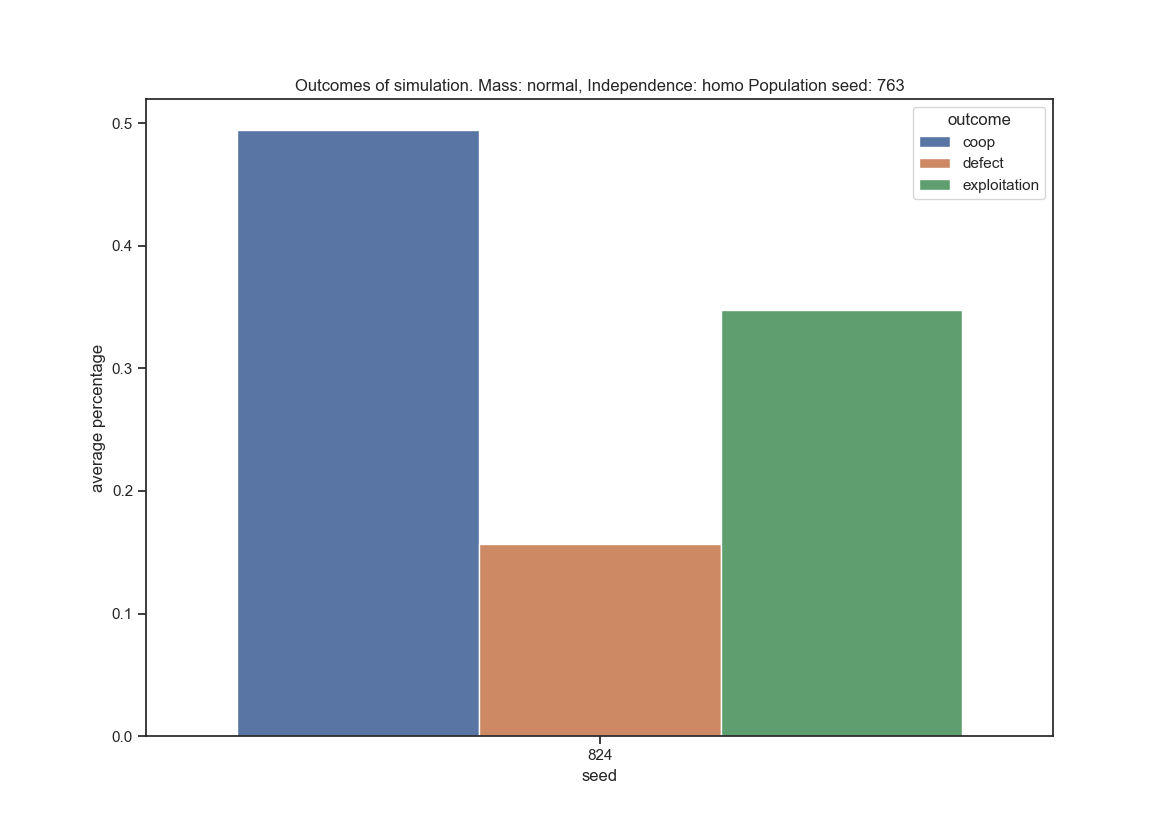 Outcomes of simulation. Mass: normal, Independence: homo Population seed: 763
outcome
coop
defect
exploitation
0.5
0.4
0.3
0.2
0.1
0.0
average percentage
824
seed